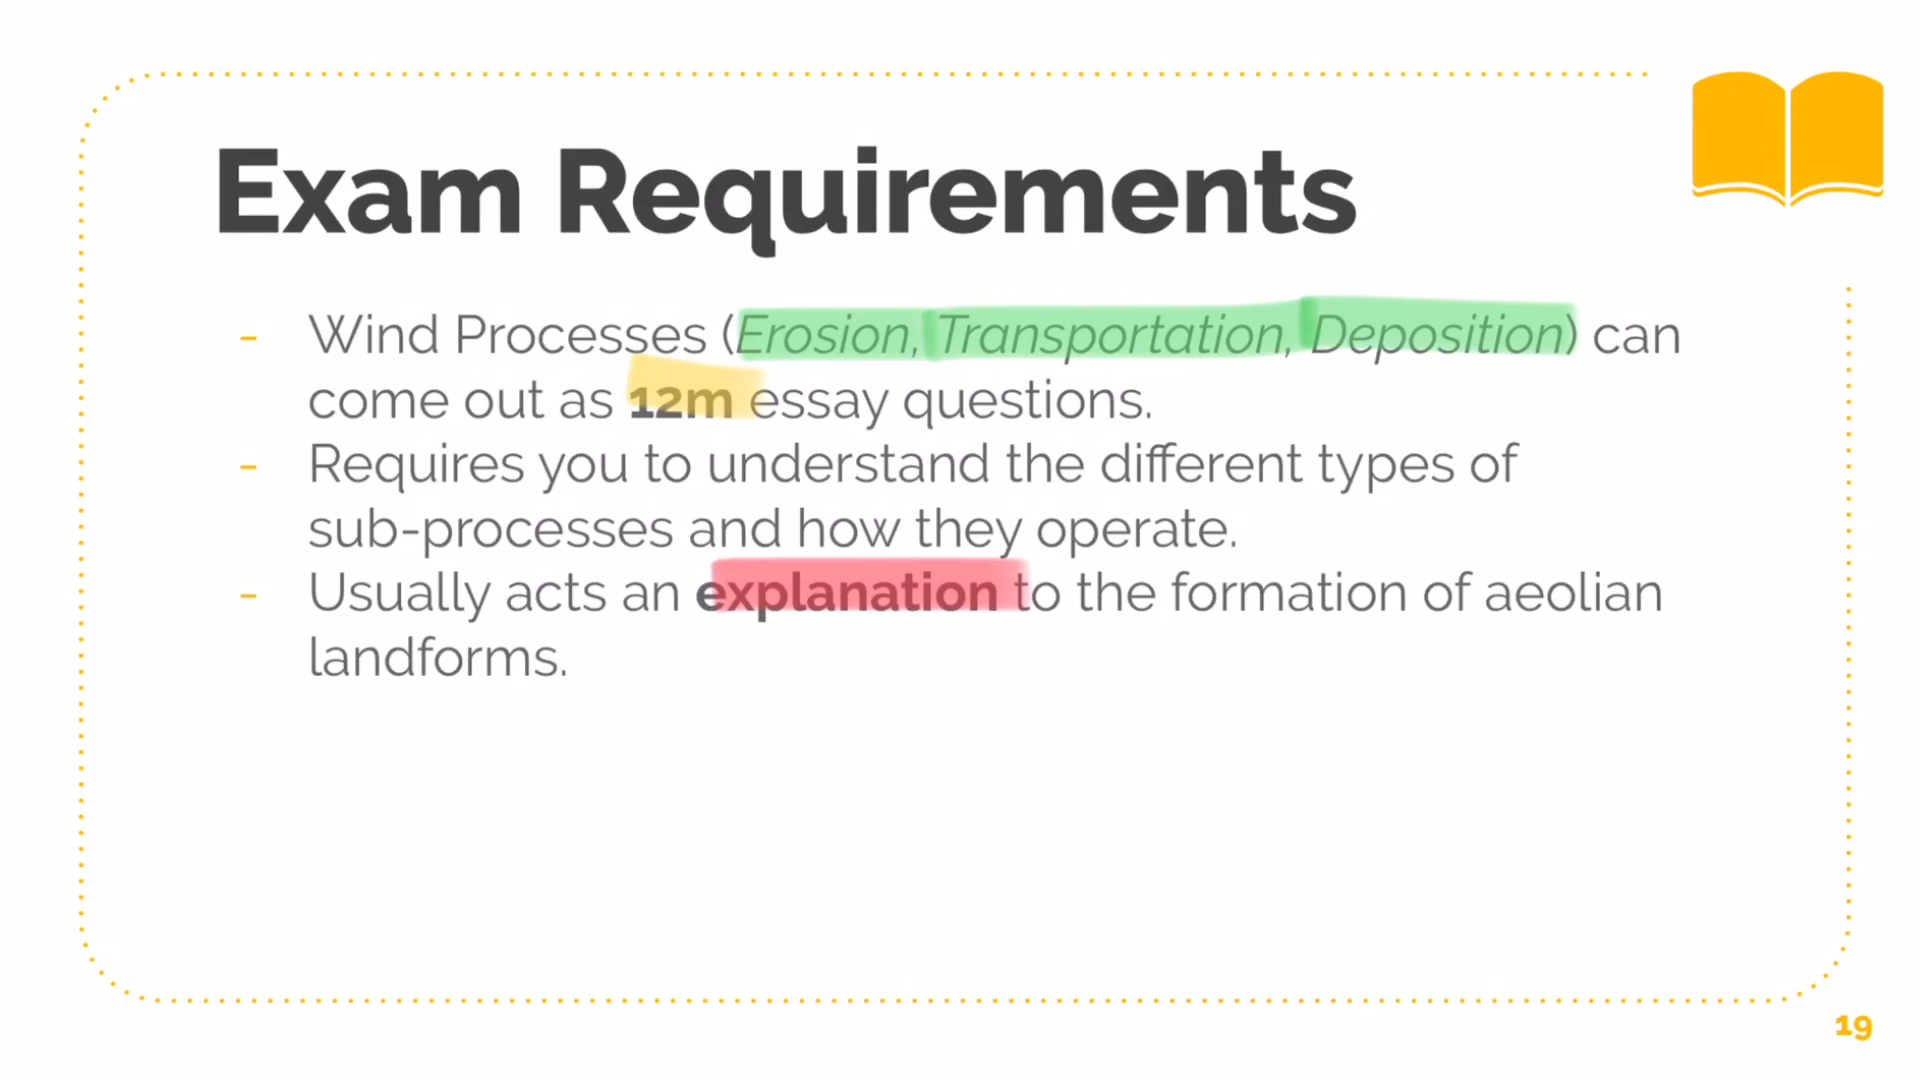 Exam Requirements
- Wind Processes (Erosion, Transportation, Deposition) can
come out as 12m essay questions.
- Requires you to understand the different types of
sub-processes and how they operate.
- Usually acts an explanation to the formation of aeolian
landforms.
19